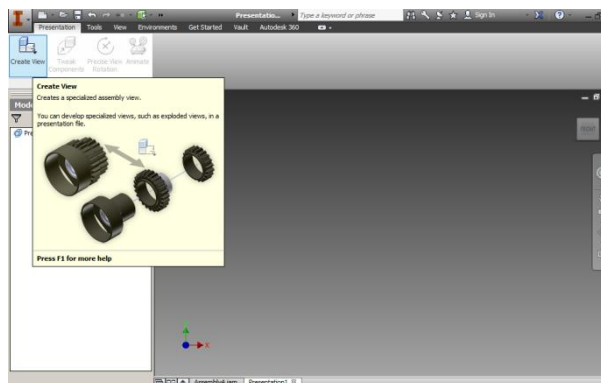 Presentatio...
Type a keyword or phrase
Sign In
Presentation Tools View Environments Get Started Vault Autodesk 360
Create View
Tweak Components
Precise View Rotation
Animate
Create View
Creates a specialized assembly view.
You can develop specialized views, such as exploded views, in a
presentation file.
Press F1 for more help
X
Assembly4.iam
Presentation1